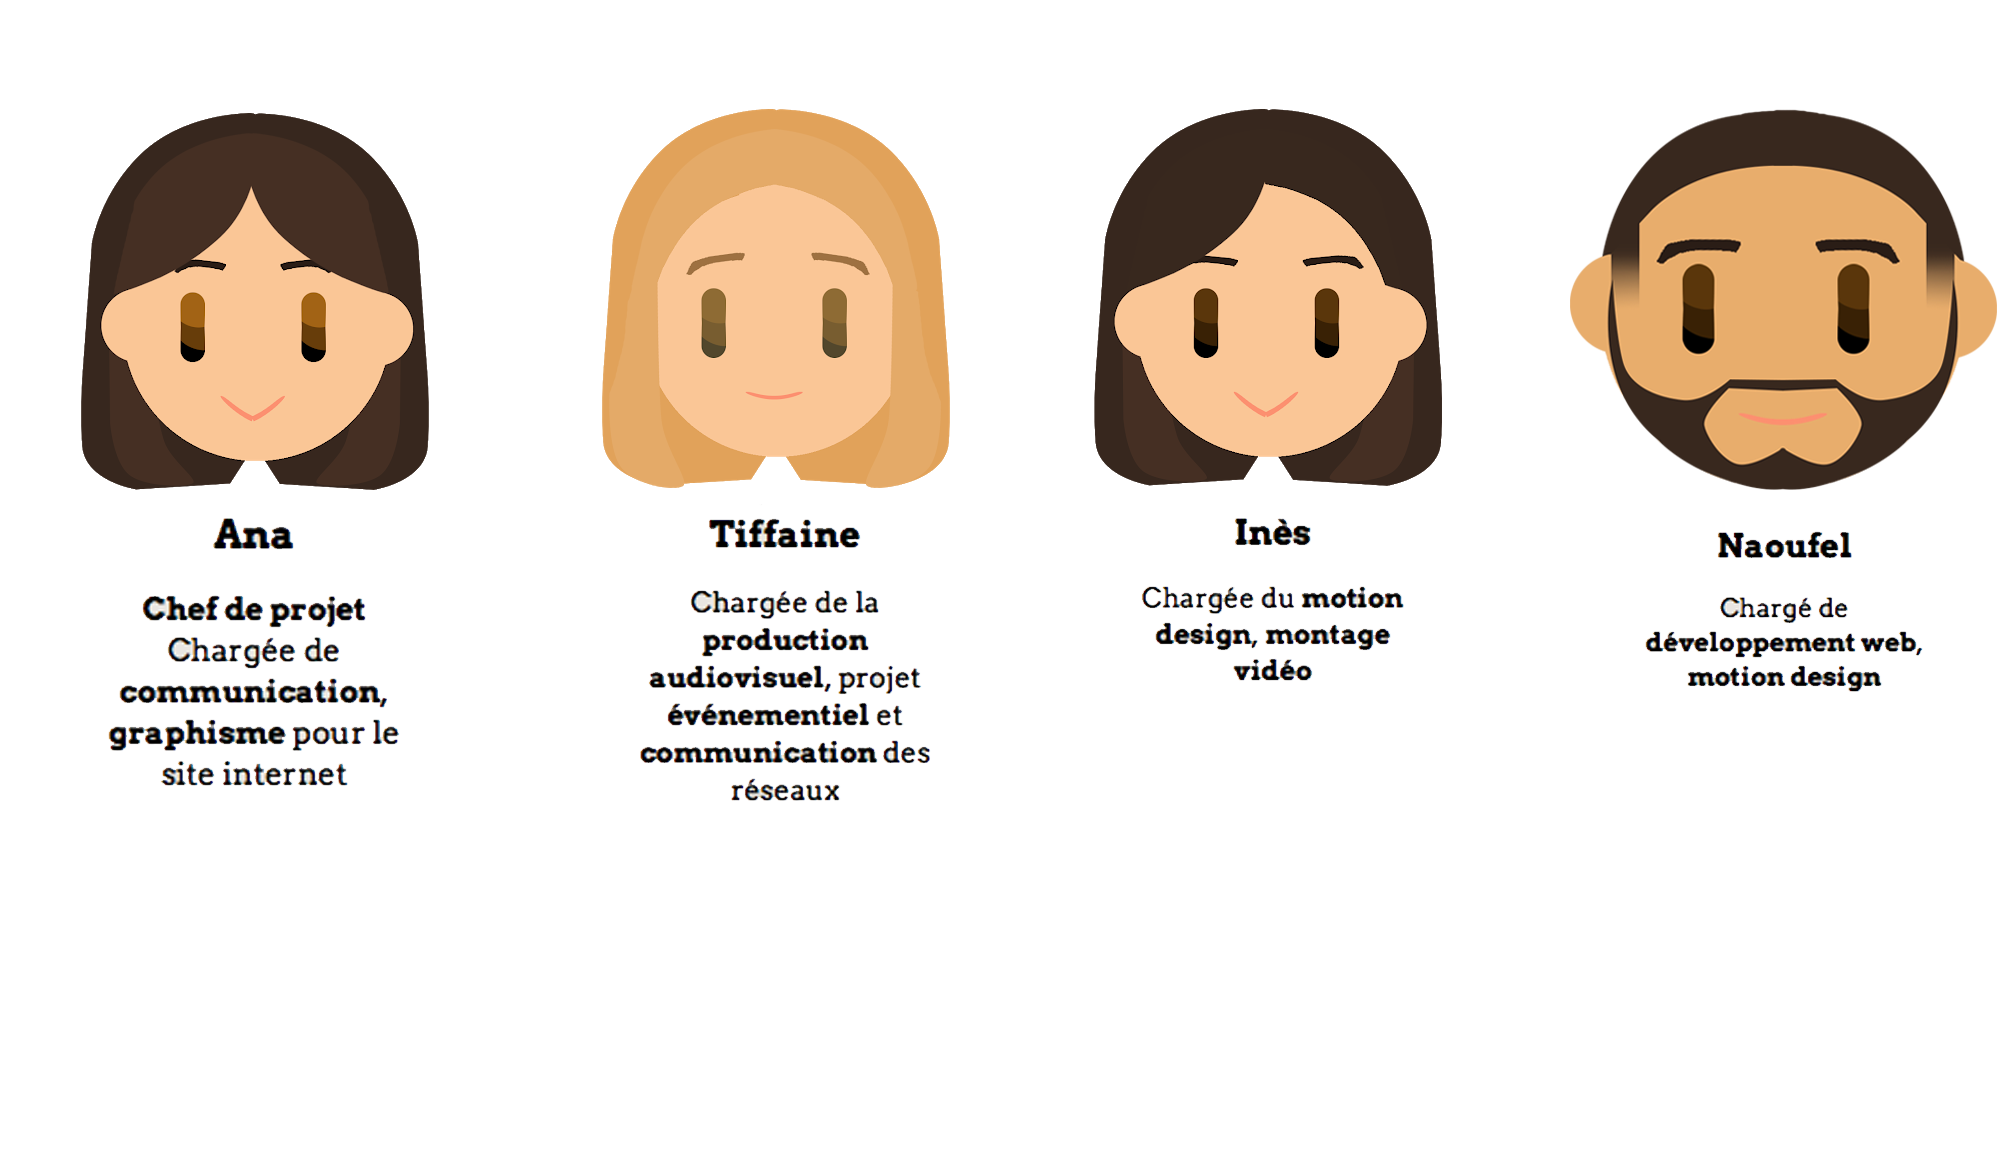 Ana
Chef de projet
Chargée de
communication,
graphisme pour le
site internet
Tiffaine
Chargée de la
production
audiovisuel, projet
événementiel et
communication des
réseaux
Inès
Chargée du motion
design, montage
vidéo
Naoufel
Chargé de
développement web,
motion design